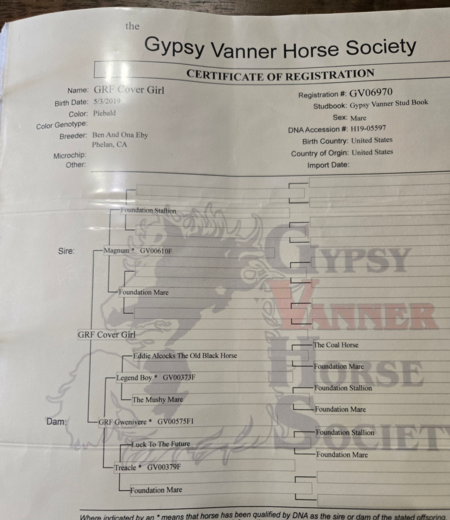 the
Gypsy Vanner Horse Society
CERTIFICATE OF REGISTRATION
Name: GRF Cover Girl
Birth Date: 5/3/2019
Color: Piebald
Color Genotype:
Breeder: Ben And Ona Eby
Phelan, CA
Microchip:
Other:
Registration #: GV06970
Studbook: Gypsy Vanner Stud Book
Sex: Mare
DNA Accession #: H19-05597
Birth Country: United States
Country of Orgin: United States
Import Date:
Foundation Stallion
Sire:
Magnum * GV00610F
Foundation Mare
GRF Cover Girl
Eddie Alcocks The Old Black Horse
Legend Boy * GV00373F
The Mushy Mare
Dam:
GRF Gwenivere * GV00575F1
Luck To The Future
Treacle * GV00379F
Foundation Mare
The Coal Horse
Foundation Mare
Foundation Stallion
Foundation Mare
Foundation Stallion
Foundation Mare
GYPSY
VANNER
HORSE
SOCIETY
Where indicated by an * means that horse has been qualified by DNA as the sire or dam of the stated offspring.